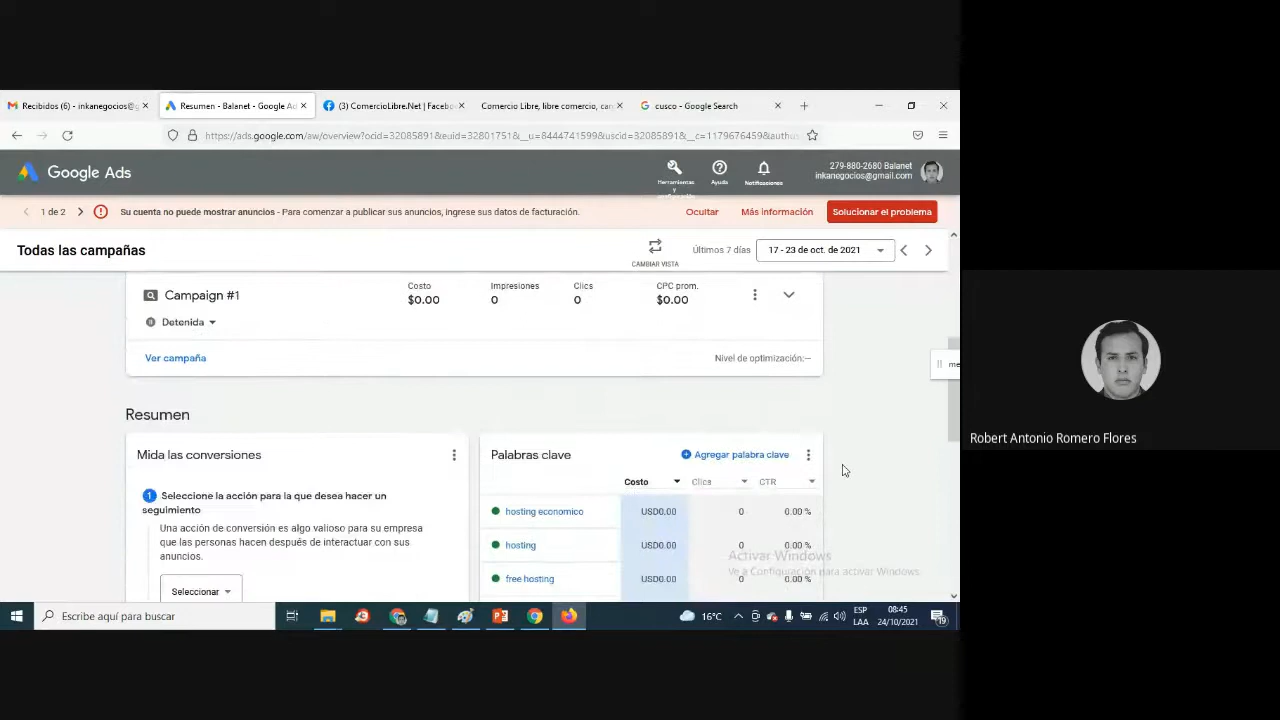 Recibidos (6) - inkanegocios@g
Resumen - Balanet - Google Ad
(3) ComercioLibre.Net | Facebo
Comercio Libre, libre comercio, can
cusco - Google Search
https://ads.google.com/aw/overview?ocid=32085891&euid=32801751&__u=8444741599&uscid=32085891&__c=1179676459&authu
Google Ads
Herramientas y configuración
Ayuda
Notificaciones
279-880-2680 Balanet
inkanegocios@gmail.com
1 de 2
Su cuenta no puede mostrar anuncios - Para comenzar a publicar sus anuncios, ingrese sus datos de facturación.
Ocultar
Más información
Solucionar el problema
Todas las campañas
CAMBIAR VISTA
Últimos 7 días
17 - 23 de oct. de 2021
Campaign #1
Costo
$0.00
Impresiones
0
Clics
0
CPC prom.
$0.00
Detenida
Ver campaña
Nivel de optimización:—
me
Resumen
Mida las conversiones
1 Seleccione la acción para la que desea hacer un
seguimiento
Una acción de conversión es algo valioso para su empresa
que las personas hacen después de interactuar con sus
anuncios.
Seleccionar
Palabras clave
Agregar palabra clave
Costo Clics CTR
hosting economico USD0.00 0 0.00 %
hosting USD0.00 0 0.00 %
free hosting USD0.00 0 0.00 %
Activar Windows
Ve a Configuración para activar Windows.
Escribe aquí para buscar
16°C
ESP
LAA
08:45
24/10/2021
19
Robert Antonio Romero Flores